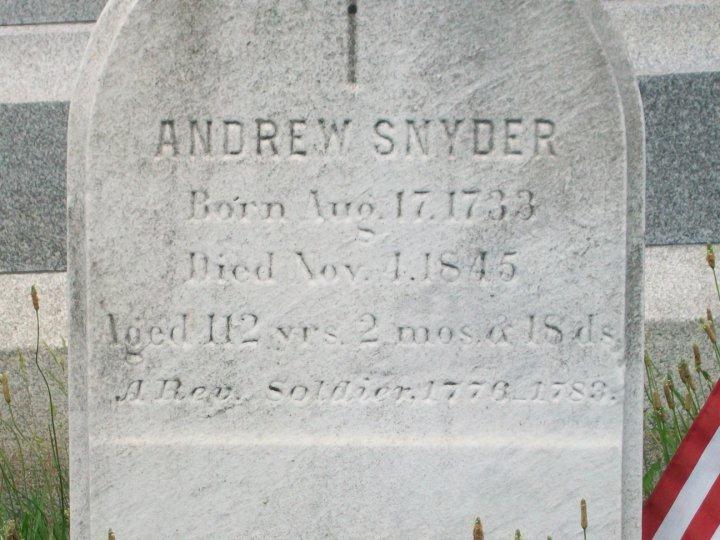 ANDREW SNYDER
Born Aug. 17, 1733
Died Nov. 4, 1845
Aged 112 yrs. 2 mos. & 18 ds.
A Rev. Soldier, 1776-1783.